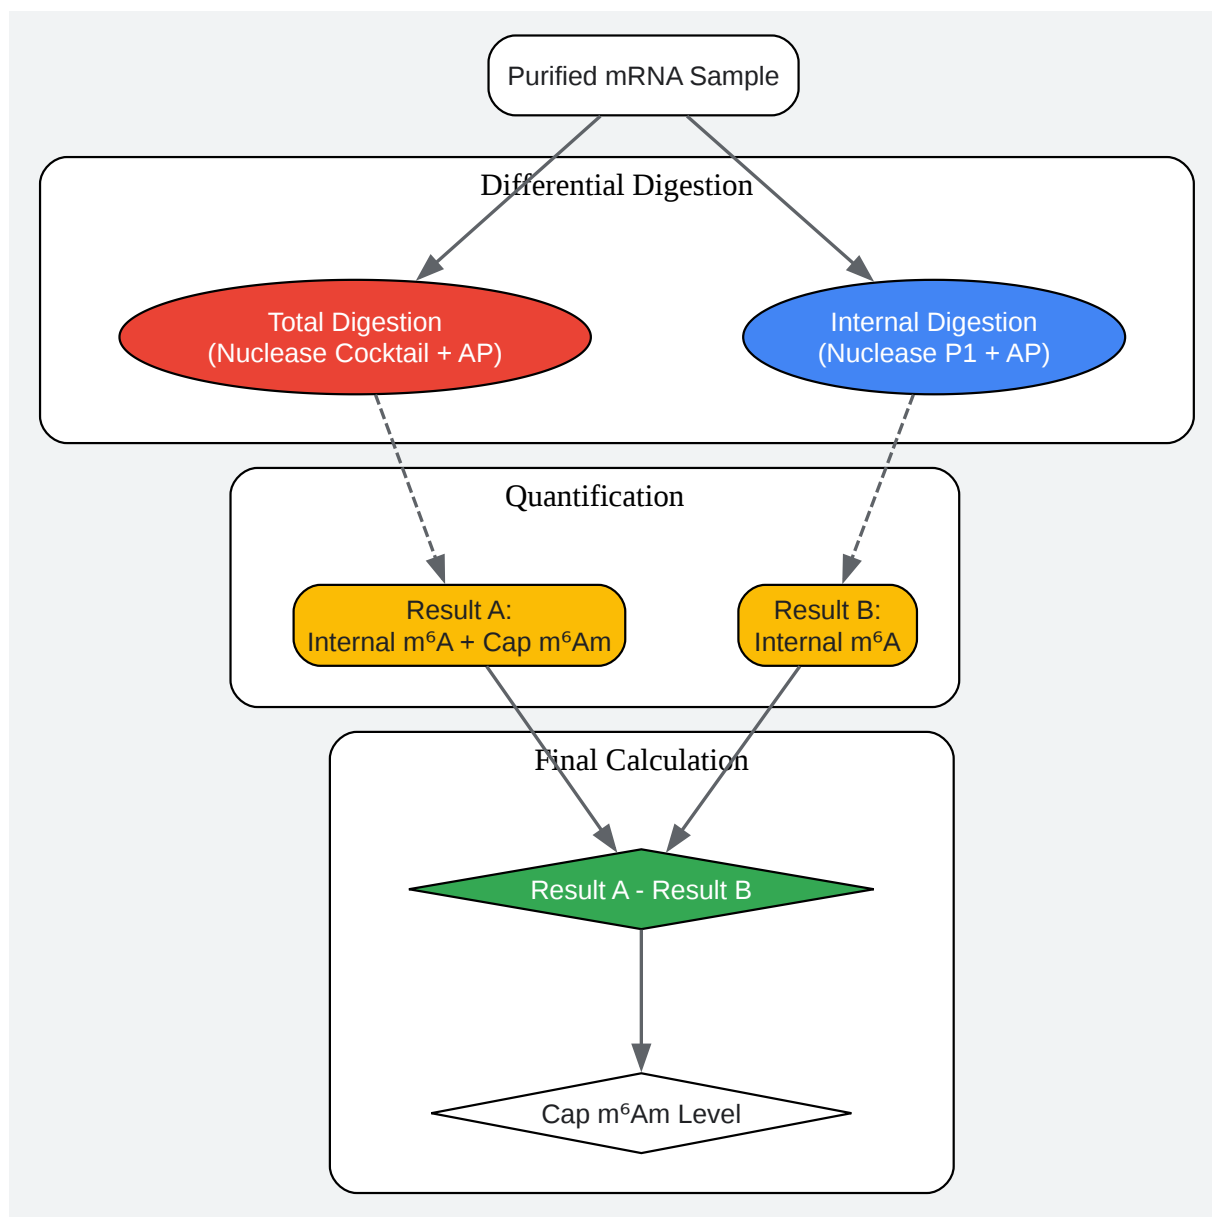 Purified mRNA Sample
Differential Digestion
Total Digestion
(Nuclease Cocktail + AP)
Internal Digestion
(Nuclease P1 + AP)
Quantification
Result A:
Internal m⁶A + Cap m⁶Am
Result B:
Internal m⁶A
Final Calculation
Result A - Result B
Cap m⁶Am Level